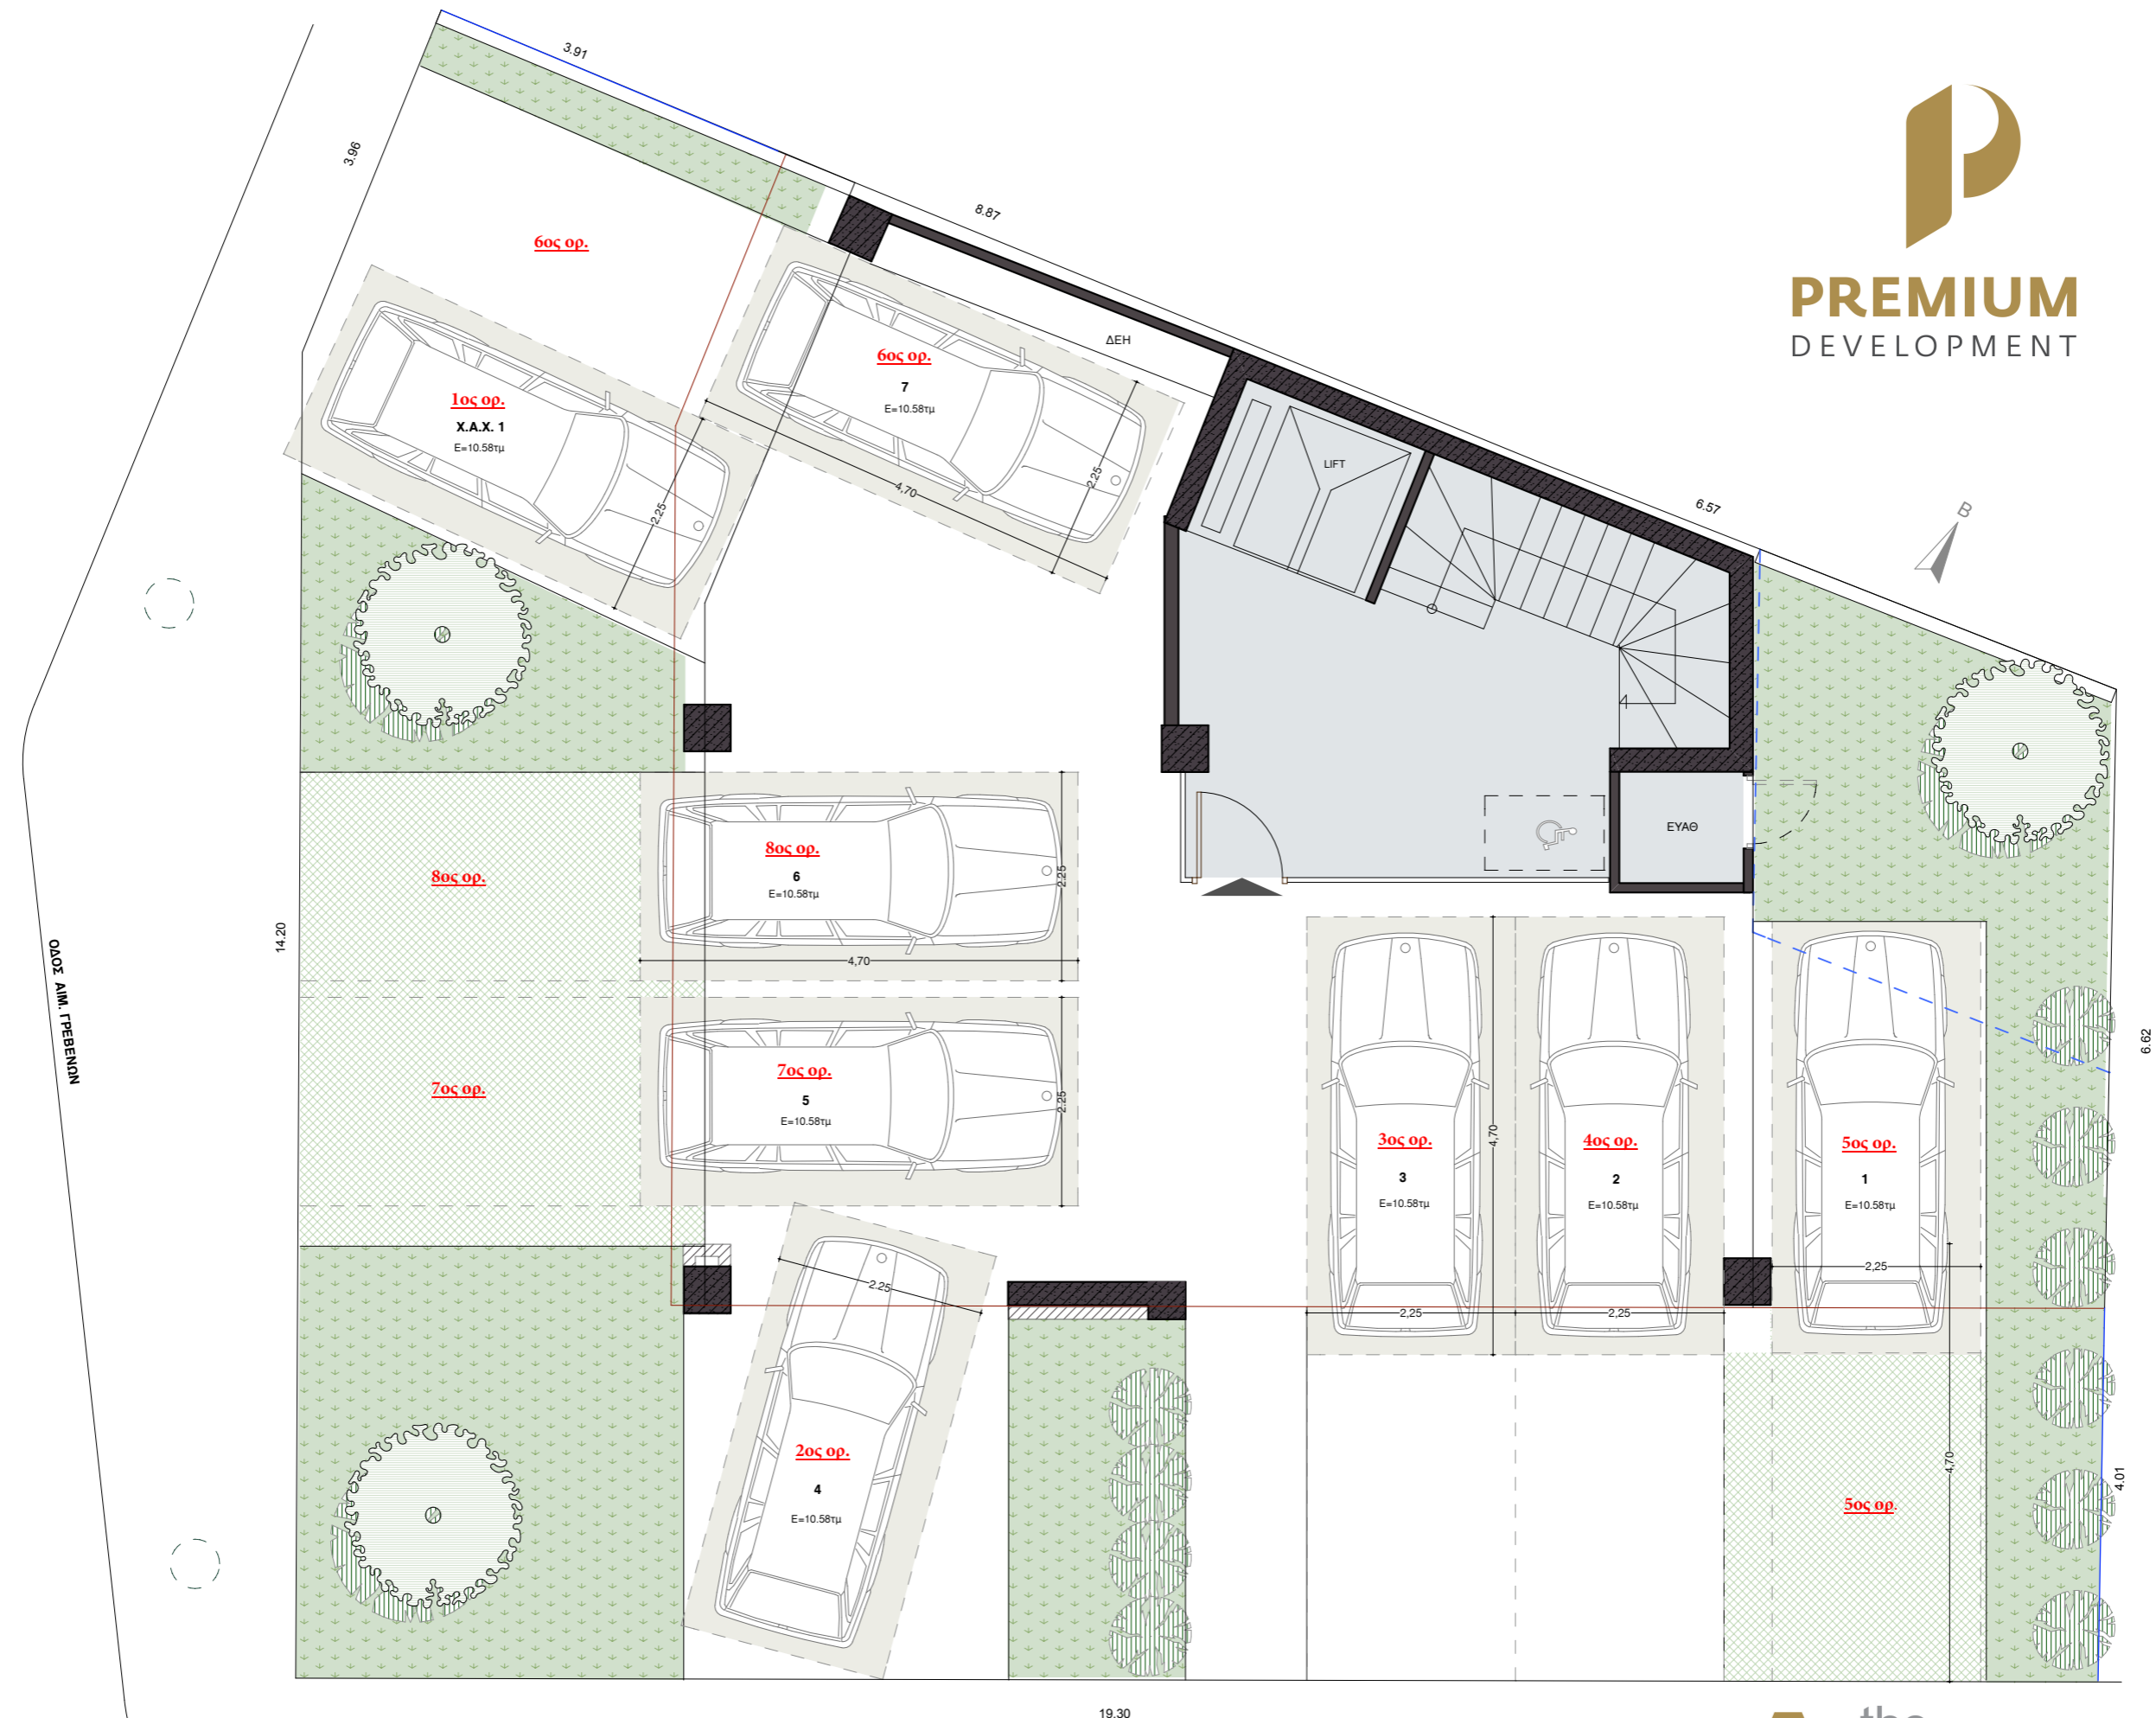 3.91
3.96
8.87
PREMIUM
DEVELOPMENT
6ος ορ.
ΔΕΗ
6ος ορ.
7
E=10.58τμ
1ος ορ.
Χ.Α.Χ. 1
E=10.58τμ
2,25
4,70
2,25
LIFT
6.57
B
8ος ορ.
8ος ορ.
6
E=10.58τμ
2,25
4,70
ΕΥΑΘ
14.20
ΟΔΟΣ ΑΙΜ. ΓΡΕΒΕΝΩΝ
7ος ορ.
7ος ορ.
5
E=10.58τμ
2,25
3ος ορ.
3
E=10.58τμ
4,70
4ος ορ.
2
E=10.58τμ
5ος ορ.
1
E=10.58τμ
6.62
2,25
2,25
2,25
2.25
2ος ορ.
4
E=10.58τμ
4,70
5ος ορ.
4.01
19.30
the